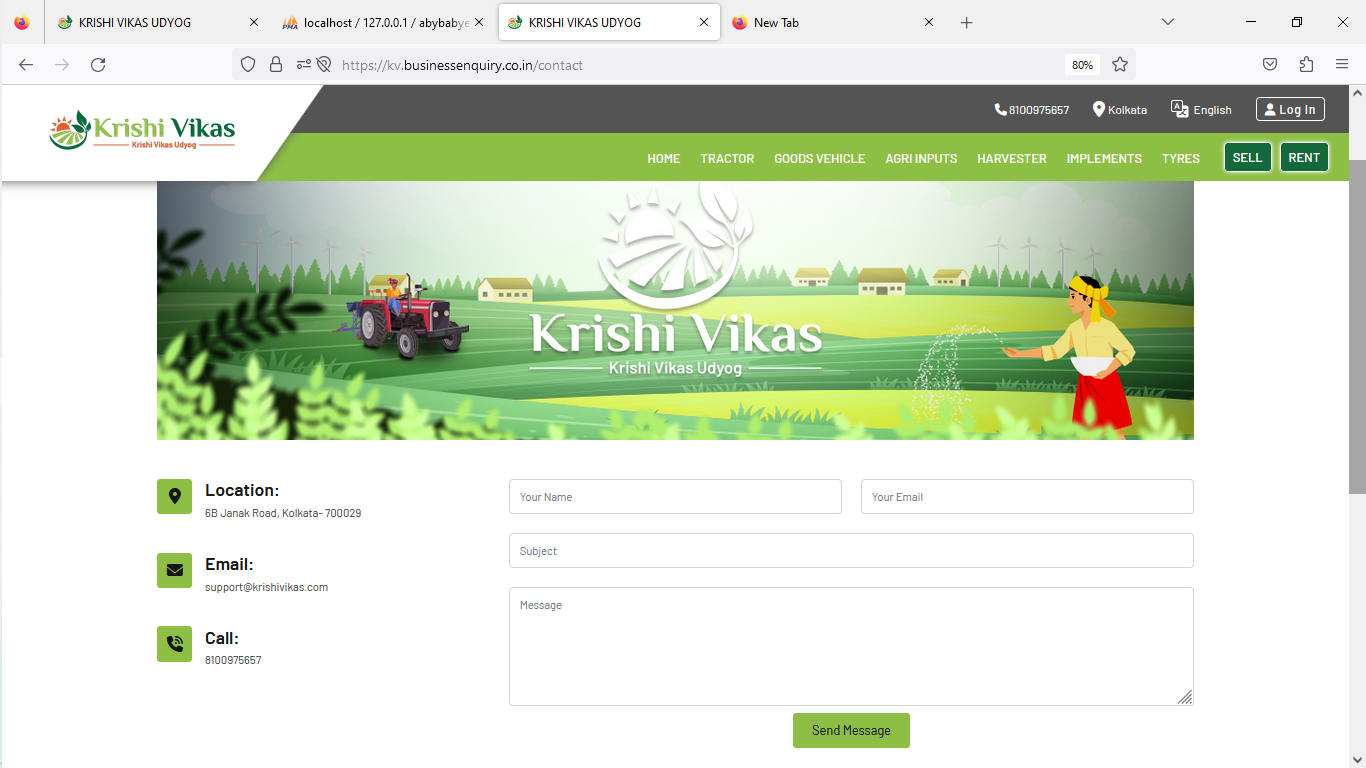 KRISHI VIKAS UDYOG
PMA
localhost / 127.0.0.1 / abybabye
KRISHI VIKAS UDYOG
New Tab
https://kv.businessenquiry.co.in/contact
80%
Krishi Vikas
Krishi Vikas Udyog
8100975657
Kolkata
English
Log In
HOME
TRACTOR
GOODS VEHICLE
AGRI INPUTS
HARVESTER
IMPLEMENTS
TYRES
SELL
RENT
Krishi Vikas
Krishi Vikas Udyog
Location:
6B Janak Road, Kolkata- 700029
Email:
support@krishivikas.com
Call:
8100975657
Your Name
Your Email
Subject
Message
Send Message